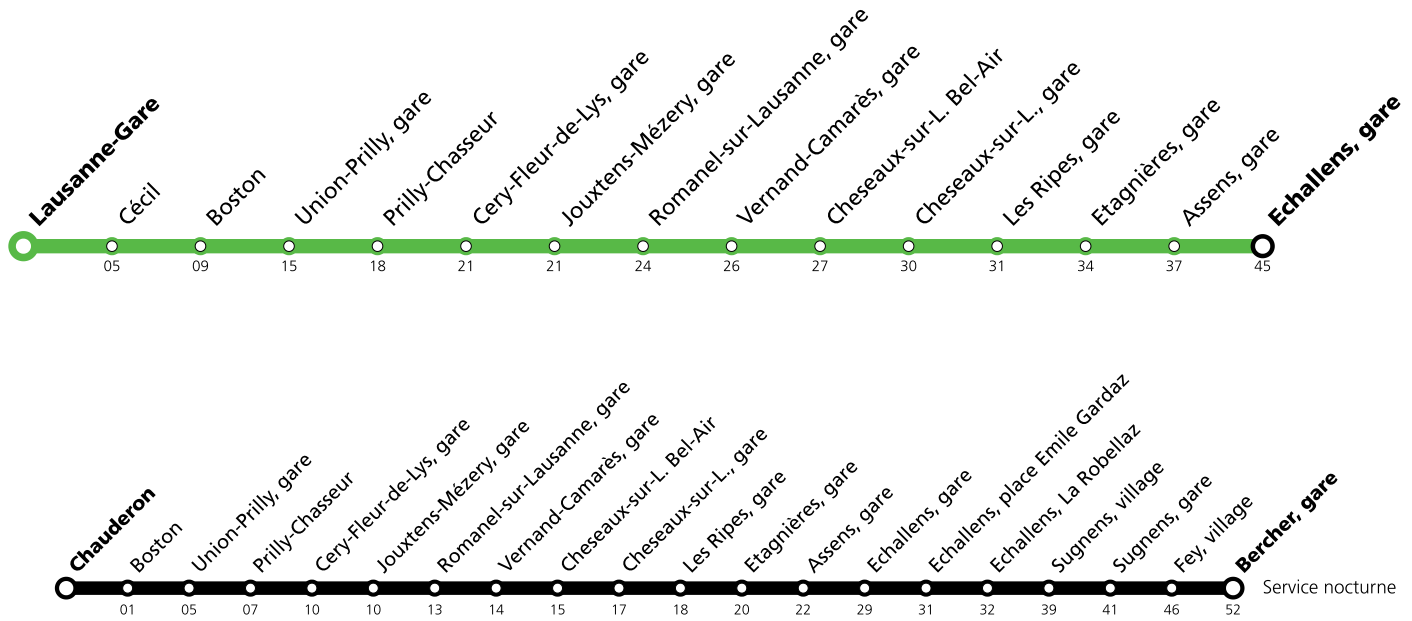 Lausanne-Gare
Cécil
Boston
Union-Prilly, gare
Prilly-Chasseur
Cery-Fleur-de-Lys, gare
Jouxtens-Mézery, gare
Romanel-sur-Lausanne, gare
Vernand-Camarès, gare
Cheseaux-sur-L. Bel-Air
Cheseaux-sur-L., gare
Les Ripes, gare
Etagnières, gare
Assens, gare
Echallens, gare
05 09 15 18 21 21 24 26 27 30 31 34 37 45
Chauderon
Boston
Union-Prilly, gare
Prilly-Chasseur
Cery-Fleur-de-Lys, gare
Jouxtens-Mézery, gare
Romanel-sur-Lausanne, gare
Vernand-Camarès, gare
Cheseaux-sur-L. Bel-Air
Cheseaux-sur-L., gare
Les Ripes, gare
Etagnières, gare
Assens, gare
Echallens, gare
Echallens, place Emile Gardaz
Echallens, La Robellaz
Sugnens, village
Sugnens, gare
Fey, village
Bercher, gare
Service nocturne
01 05 07 10 10 13 14 15 17 18 20 22 29 31 32 39 41 46 52